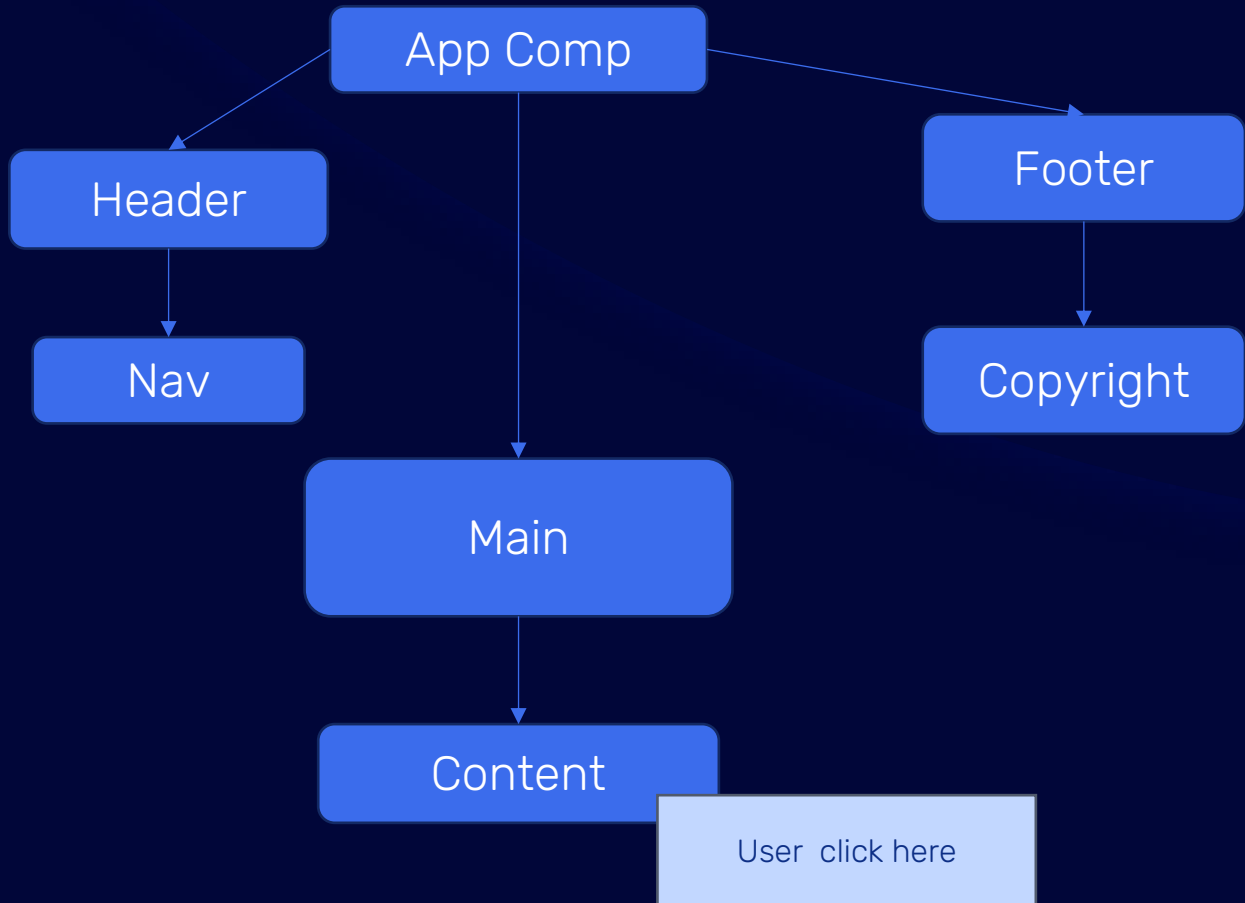 App Comp
Header
Footer
Nav
Copyright
Main
Content
User  click here